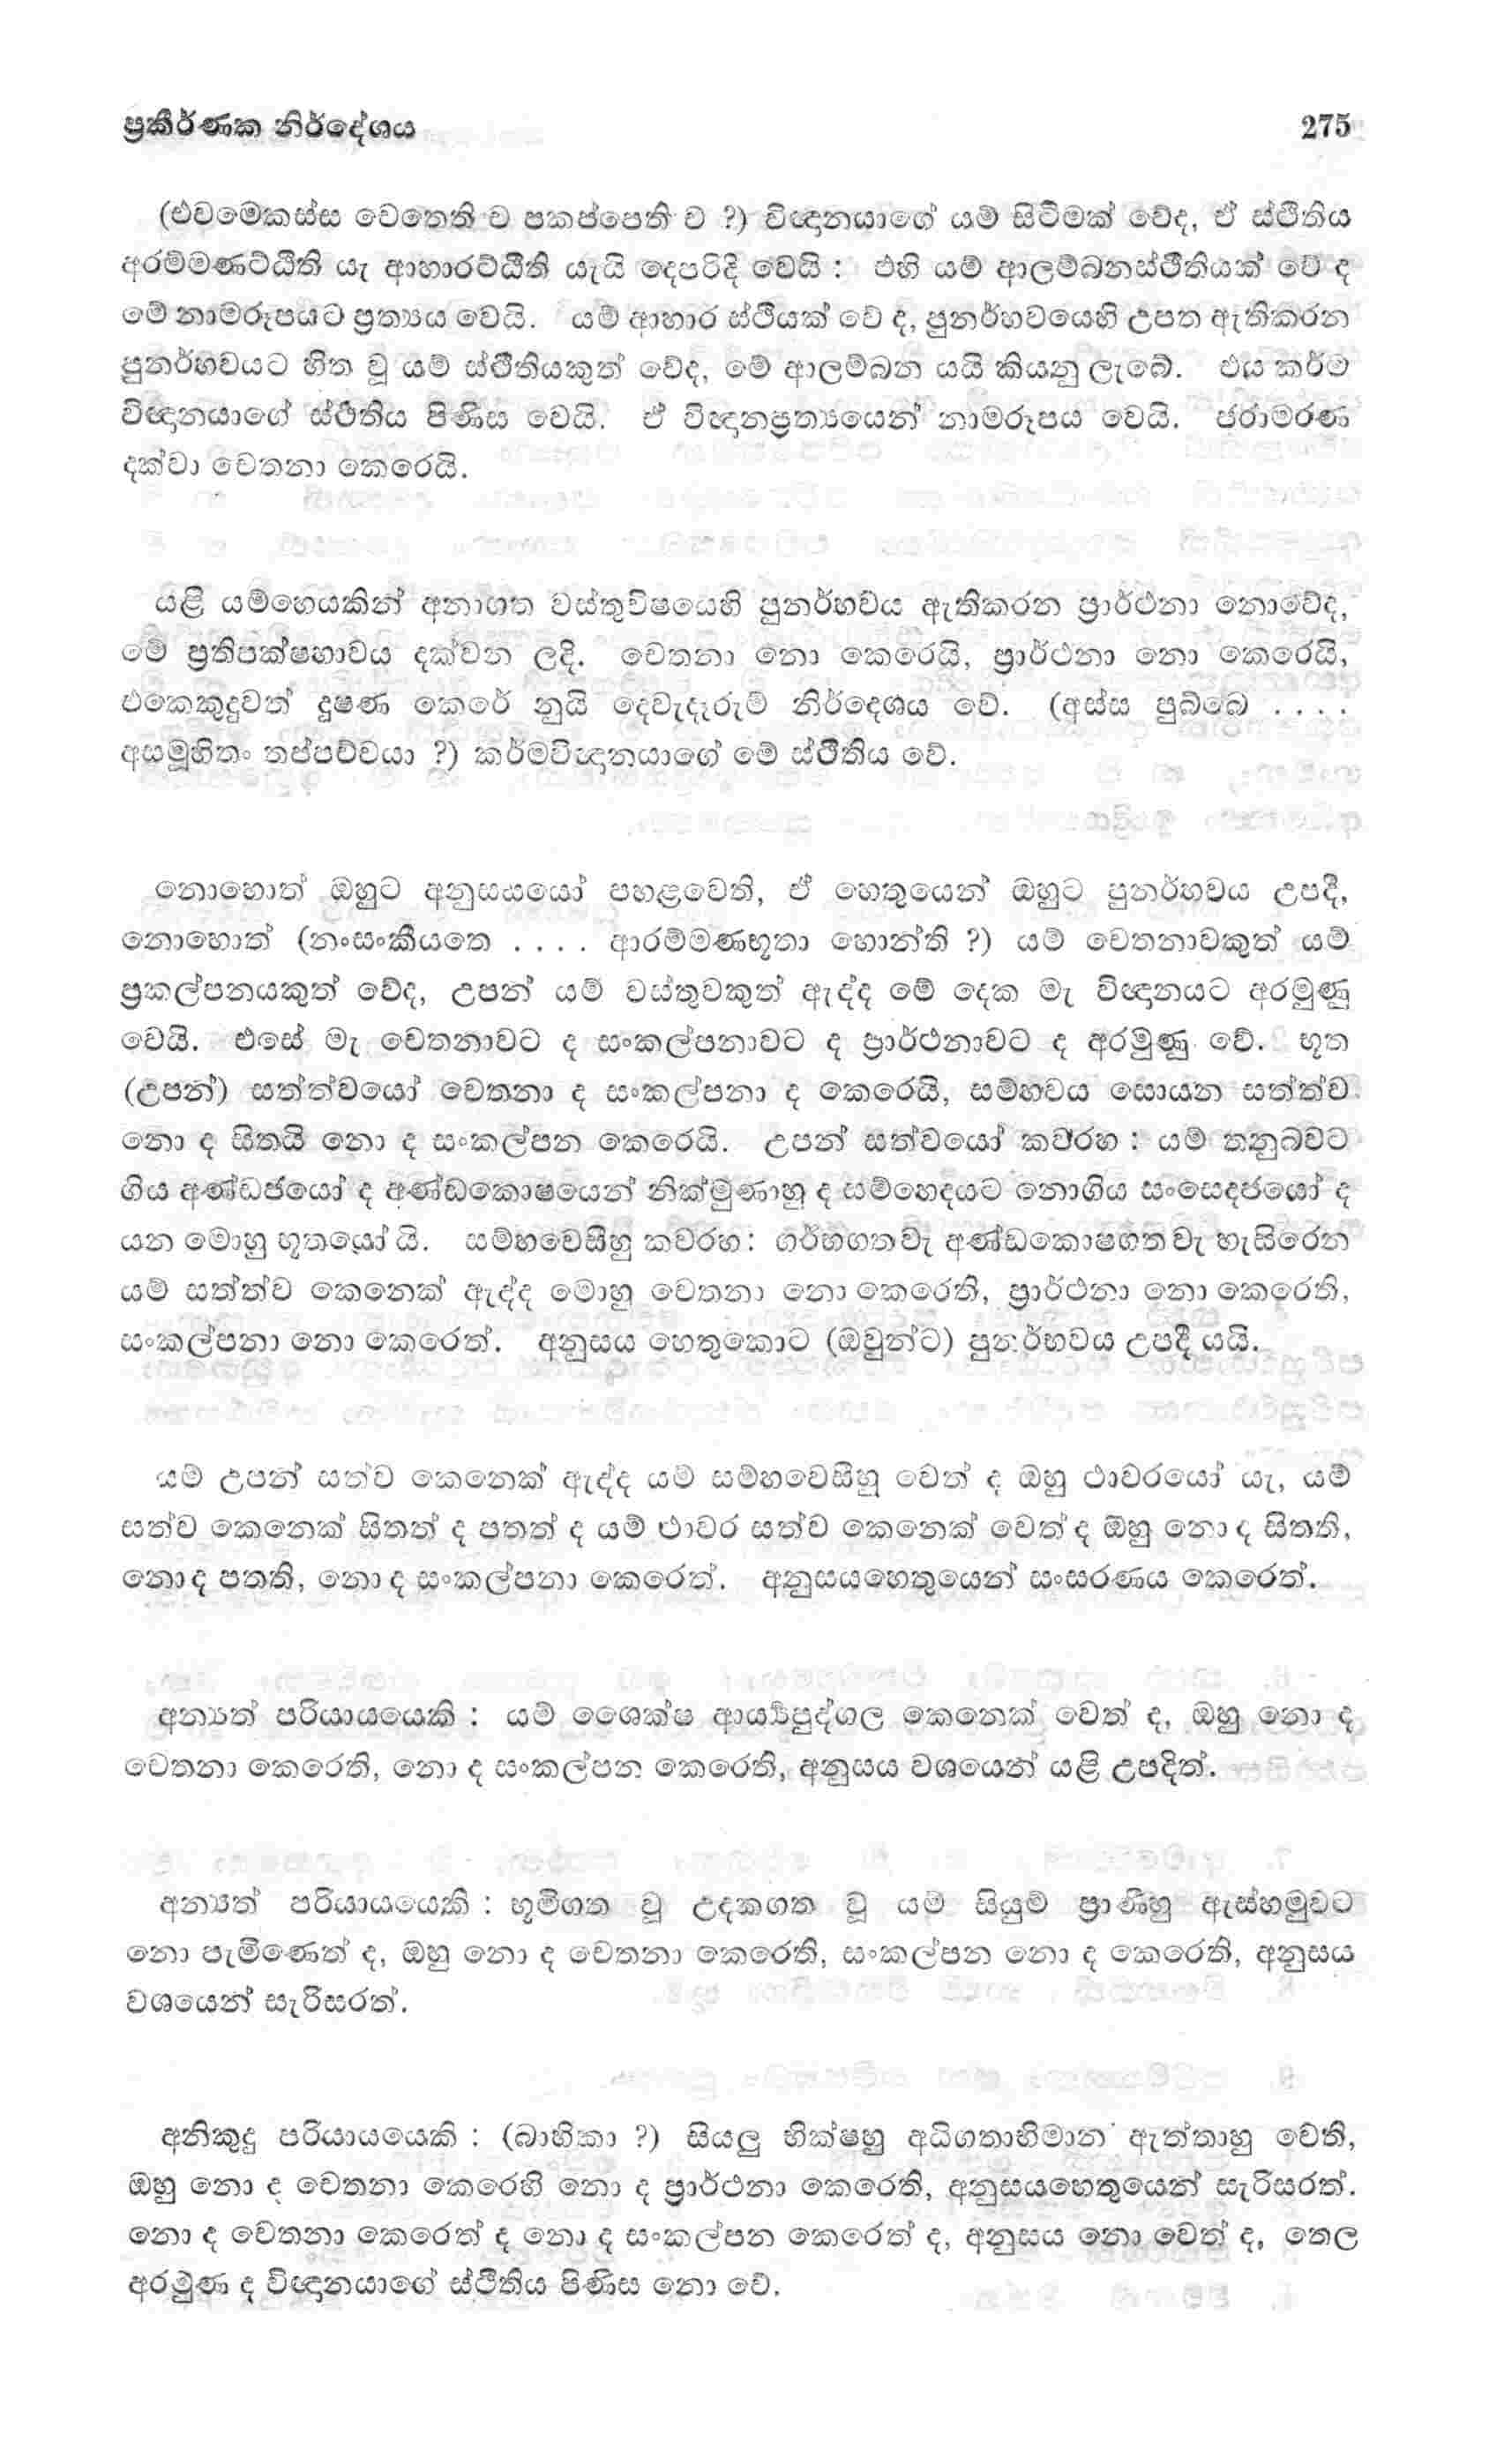 ප්‍රකීර්ණක නිර්දේශය 275
(එවමෙකස්ස චෙතෙති ච පකප්පෙති ච ?) විඥානයාගේ යම් සිටීමක් වේද, ඒ ස්ථිතිය
අරම්මණට්ඨිති යැ ආහාරට්ඨිති යැයි දෙපරිදි වෙයි : එහි යම් ආලම්බනස්ථිතියක් වේ ද
මේ නාමරූපයට ප්‍රත්‍යය වෙයි. යම් ආහාර ස්ථියක් වේ ද, පුනර්භවයෙහි උපත ඇතිකරන
පුනර්භවයට හිත වූ යම් ස්ථිතියකුත් වේද, මේ ආලම්බන යයි කියනු ලැබේ. එය කර්ම
විඥානයාගේ ස්ථිතිය පිණිස වෙයි. ඒ විඥානප්‍රත්‍යයෙන් නාමරූපය වෙයි. ජරාමරණ
දක්වා චෙතනා කෙරෙයි.
යළි යම්හෙයකින් අනාගත වස්තුවිෂයෙහි පුනර්භවය ඇතිකරන ප්‍රාර්ථනා නොවේද,
මේ ප්‍රතිපක්ෂභාවය දක්වන ලදි. චෙතනා නො කෙරෙයි, ප්‍රාර්ථනා නො කෙරෙයි,
එකෙකුදුවත් දූෂණ කෙරේ නුයි දෙවැදෑරුම් නිර්දෙශය වේ. (අස්ස පුබ්බෙ ....
අසමූහිතං තප්පච්චයා ?) කර්මවිඥානයාගේ මේ ස්ථිතිය වේ.
නොහොත් ඔහුට අනුසයයෝ පහළවෙති, ඒ හෙතුයෙන් ඔහුට පුනර්භවය උපදී,
නොහොත් (නංසංකීයතෙ .... ආරම්මණභූතා හොන්ති ?) යම් චෙතනාවකුත් යම්
ප්‍රකල්පනයකුත් වේද, උපන් යම් වස්තුවකුත් ඇද්ද මේ දෙක මැ විඥානයට අරමුණු
වෙයි. එසේ මැ චෙතනාවට ද සංකල්පනාවට ද ප්‍රාර්ථනාවට ද අරමුණු වේ. භූත
(උපන්) සත්ත්වයෝ චෙතනා ද සංකල්පනා ද කෙරෙයි, සම්භවය සොයන සත්ත්ව
නො ද සිතයි නො ද සංකල්පන කෙරෙයි. උපන් සත්වයෝ කවරහ : යම් තනුබවට
ගිය අණ්ඩජයෝ ද අණ්ඩකොෂයෙන් නික්මුණාහු ද සම්භෙදයට නොගිය සංසෙදජයෝ ද
යන මොහු භූතයෝ යි. සම්භවෙසීහු කවරහ : ගර්භගතවැ අණ්ඩකොෂගතවැ හැසිරෙන
යම් සත්ත්ව කෙනෙක් ඇද්ද මොහු චෙතනා නො කෙරෙති, ප්‍රාර්ථනා නො කෙරෙති,
සංකල්පනා නො කෙරෙත්. අනුසය හෙතුකොට (ඔවුන්ට) පුනර්භවය උපදී යයි.
යම් උපන් සත්ව කෙනෙක් ඇද්ද යම් සම්භවෙසීහු වෙත් ද ඔහු ථාවරයෝ යැ, යම්
සත්ව කෙනෙක් සිතත් ද පතත් ද යම් ථාවර සත්ව කෙනෙක් වෙත් ද ඔහු නො ද සිතති,
නො ද පතති, නො ද සංකල්පනා කෙරෙත්. අනුසයහෙතුයෙන් සංසරණය කෙරෙත්.
අන්‍යත් පරියායයෙකි : යම් ශෛක්ෂ ආර්‍ය්‍යපුද්ගල කෙනෙක් වෙත් ද, ඔහු නො ද
චෙතනා කෙරෙති, නො ද සංකල්පන කෙරෙති, අනුසය වශයෙන් යළි උපදිත්.
අන්‍යත් පරියායයෙකි : භූමිගත වූ උදකගත වූ යම් සියුම් ප්‍රාණීහු ඇස්හමුවට
නො පැමිණෙත් ද, ඔහු නො ද චෙතනා කෙරෙති, සංකල්පන නො ද කෙරෙති, අනුසය
වශයෙන් සැරිසරත්.
අනිකුදු පරියායයෙකි : (බාහිකා ?) සියලු භික්ෂහු අධිගතාභිමාන ඇත්තාහු වෙති,
ඔහු නො ද චෙතනා කෙරෙහි නො ද ප්‍රාර්ථනා කෙරෙති, අනුසයහෙතුයෙන් සැරිසරත්.
නො ද චෙතනා කෙරෙත් ද නො ද සංකල්පන කෙරෙත් ද, අනුසය නො වෙත් ද, තෙල
අරමුණ ද විඥානයාගේ ස්ථිතිය පිණිස නො වේ.